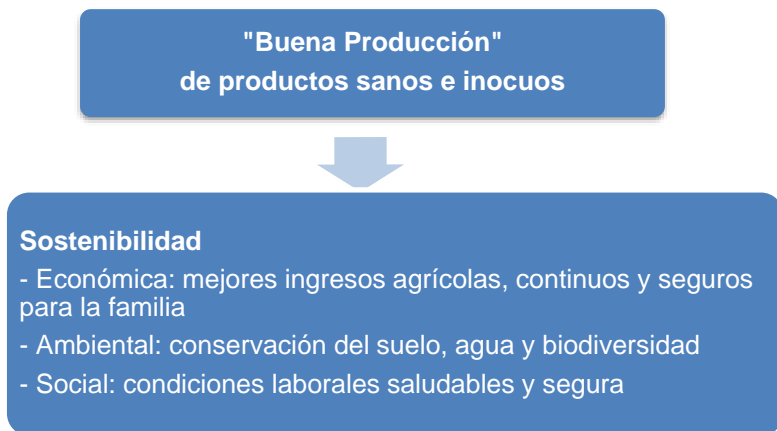 "Buena Producción"
de productos sanos e inocuos
Sostenibilidad
- Económica: mejores ingresos agrícolas, continuos y seguros
para la familia
- Ambiental: conservación del suelo, agua y biodiversidad
- Social: condiciones laborales saludables y segura